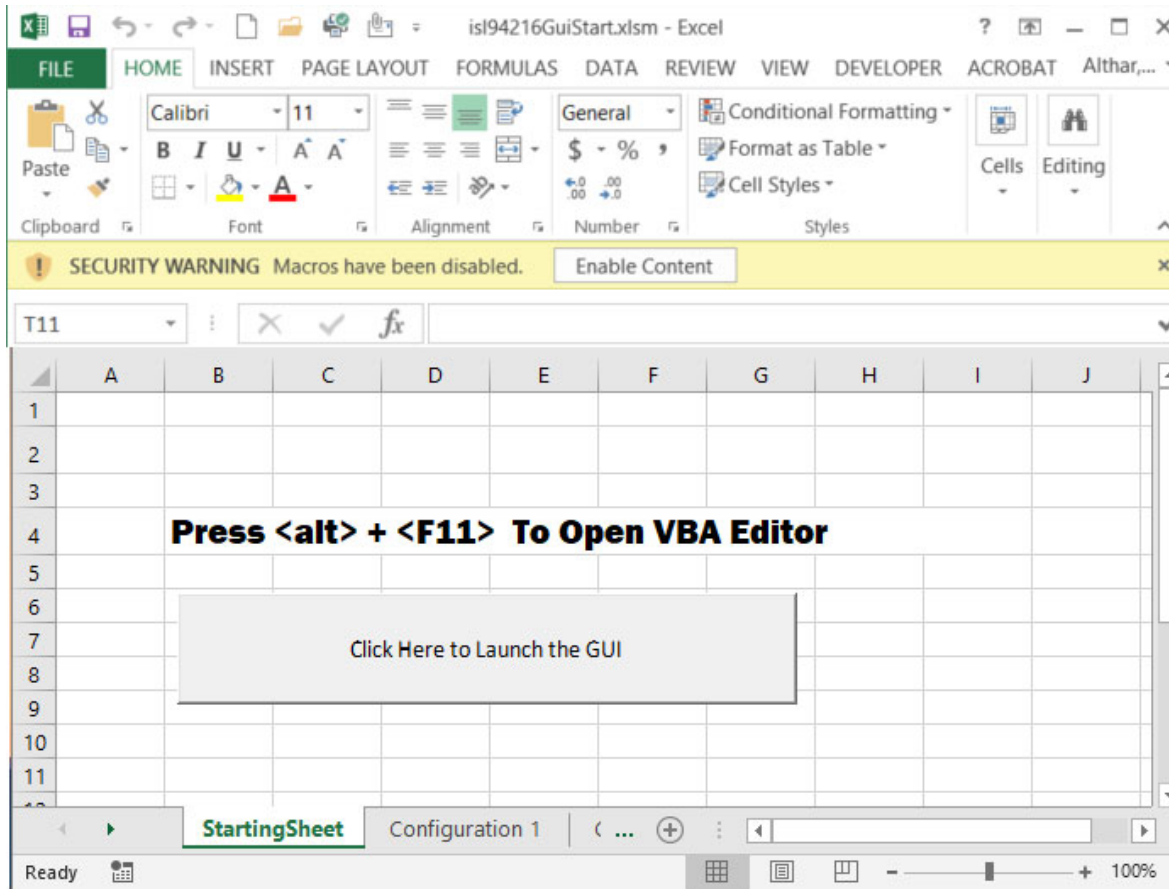 isl94216GuiStart.xlsm - Excel
FILE HOME INSERT PAGE LAYOUT FORMULAS DATA REVIEW VIEW DEVELOPER ACROBAT Althar,...
Calibri 11 General Conditional Formatting
Paste B I U A A $ % , Format as Table Cells Editing
A .00 .00 Cell Styles
Clipboard Font Alignment Number Styles
SECURITY WARNING Macros have been disabled. Enable Content
T11 fx
A B C D E F G H I J
1
2
3
4 Press <alt> + <F11> To Open VBA Editor
5
6
7 Click Here to Launch the GUI
8
9
10
11
StartingSheet Configuration 1 ...
Ready 100%